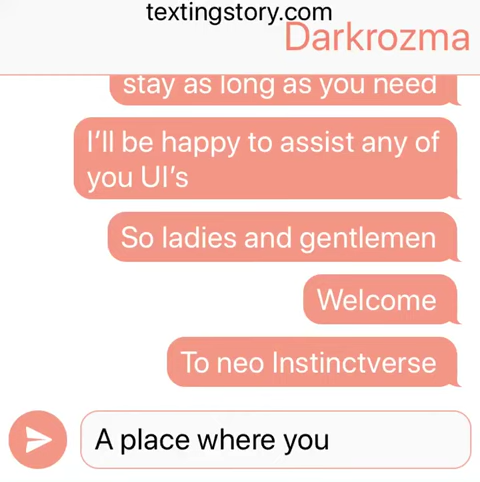 textingstory.com
Darkrozma
stay as long as you need
I'll be happy to assist any of
you UI's
So ladies and gentlemen
Welcome
To neo Instinctverse
A place where you